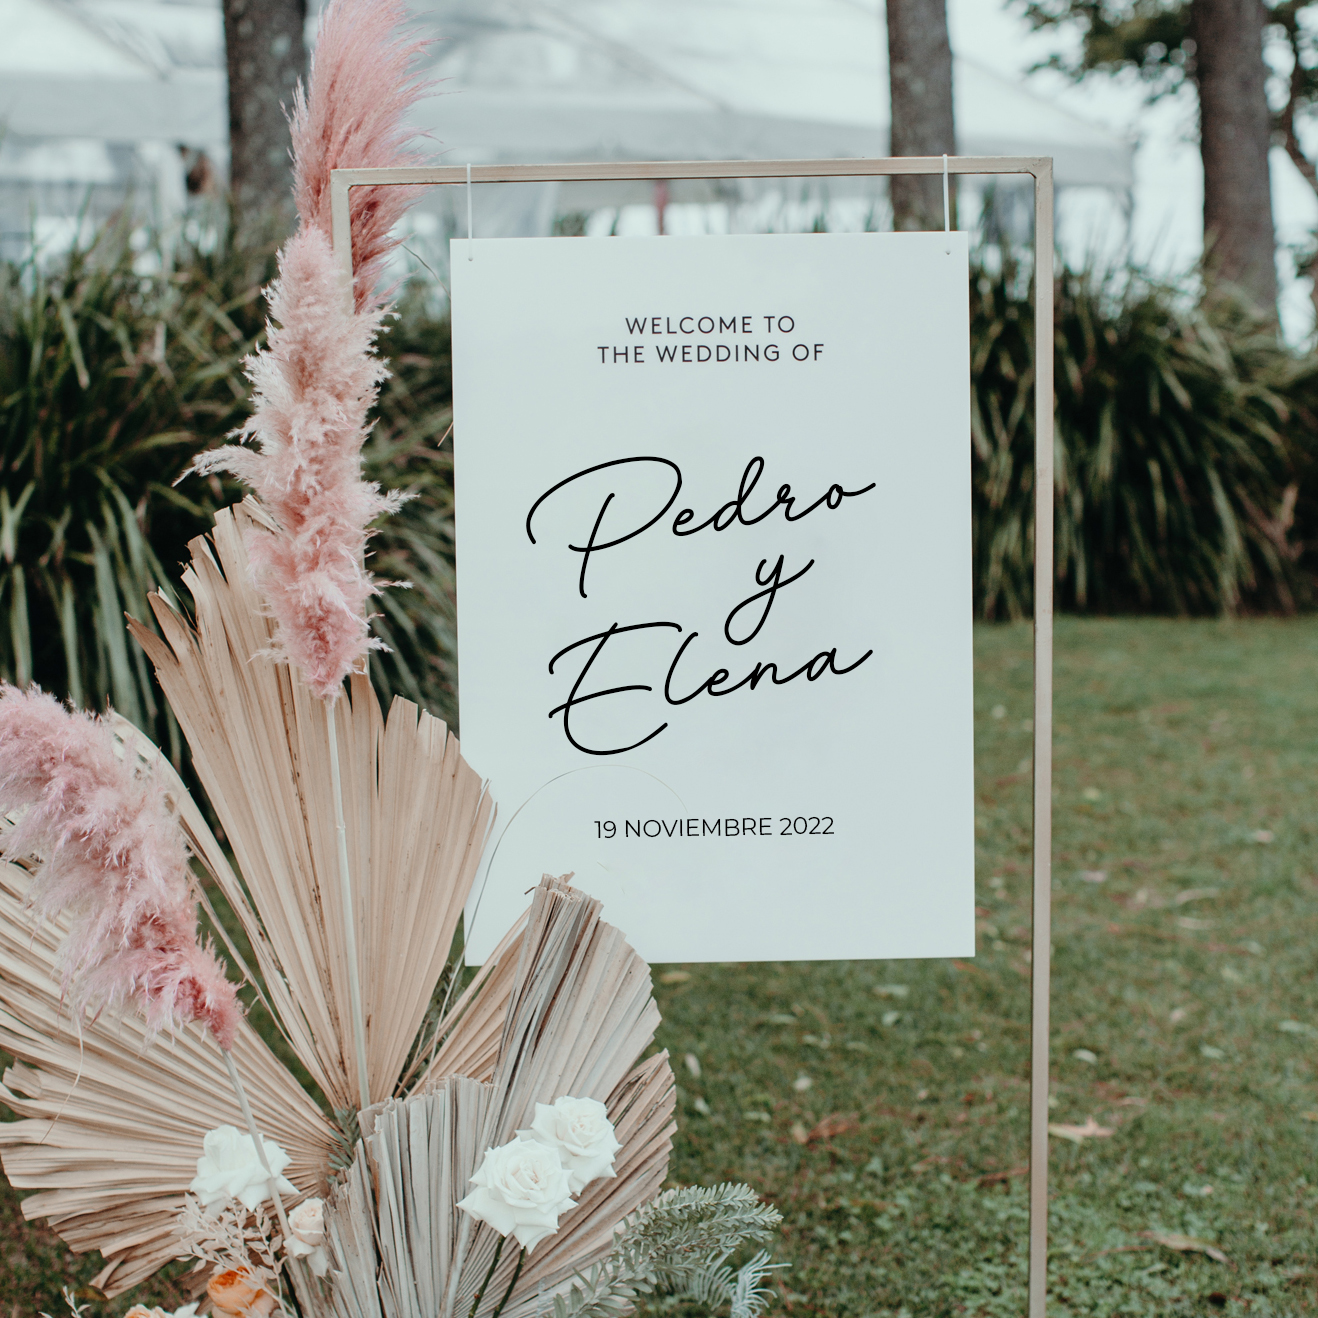 WELCOME TO
THE WEDDING OF
Pedro
y
Elena
19 NOVIEMBRE 2022